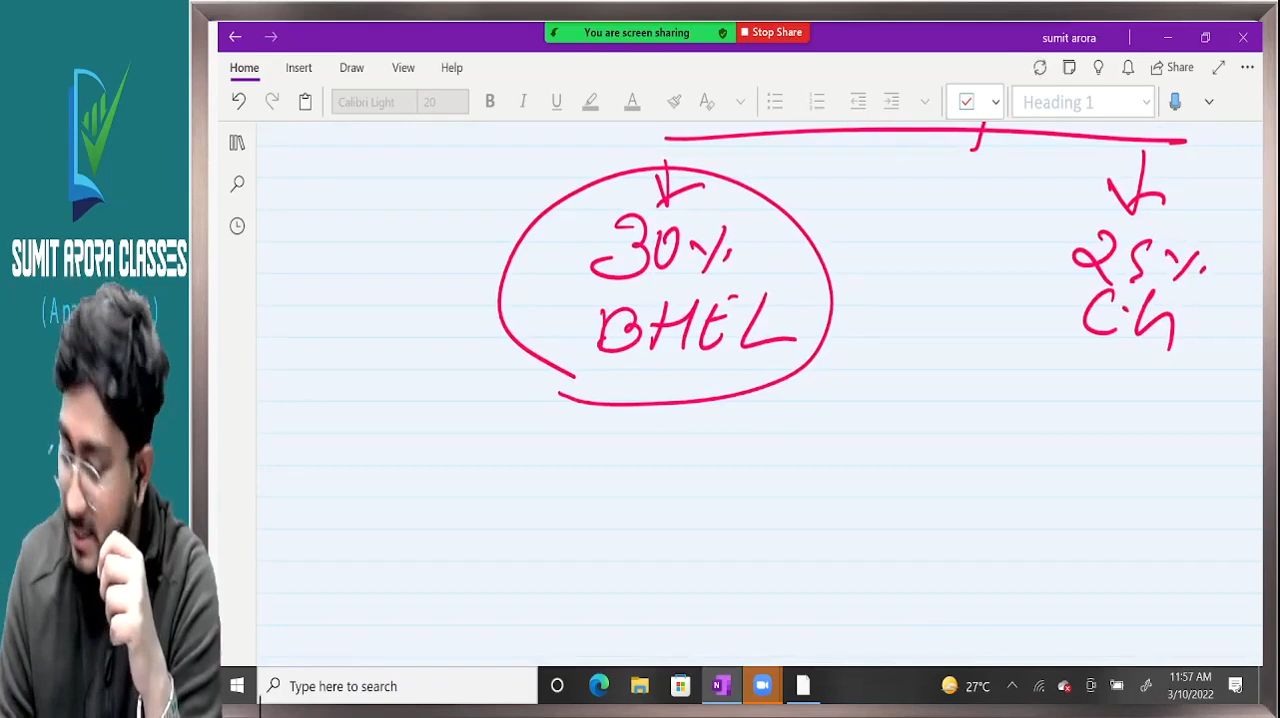 You are screen sharing
Stop Share
sumit arora
Home
Insert
Draw
View
Help
Share
Calibri Light
20
B
I
U
A
Heading 1
30%
BHEL
25%
C.G
SUMIT ARORA CLASSES
(A pa
)
Type here to search
27°C
11:57 AM
3/10/2022